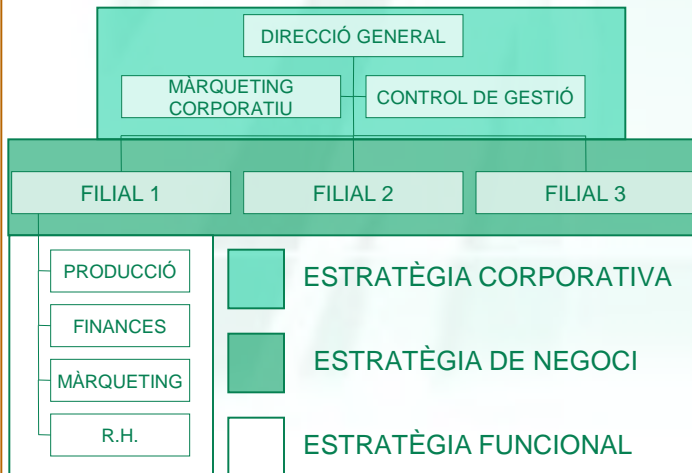 DIRECCIÓ GENERAL
MÀRQUETING
CORPORATIU
CONTROL DE GESTIÓ
FILIAL 1
FILIAL 2
FILIAL 3
PRODUCCIÓ
FINANCES
MÀRQUETING
R.H.
ESTRATÈGIA CORPORATIVA
ESTRATÈGIA DE NEGOCI
ESTRATÈGIA FUNCIONAL